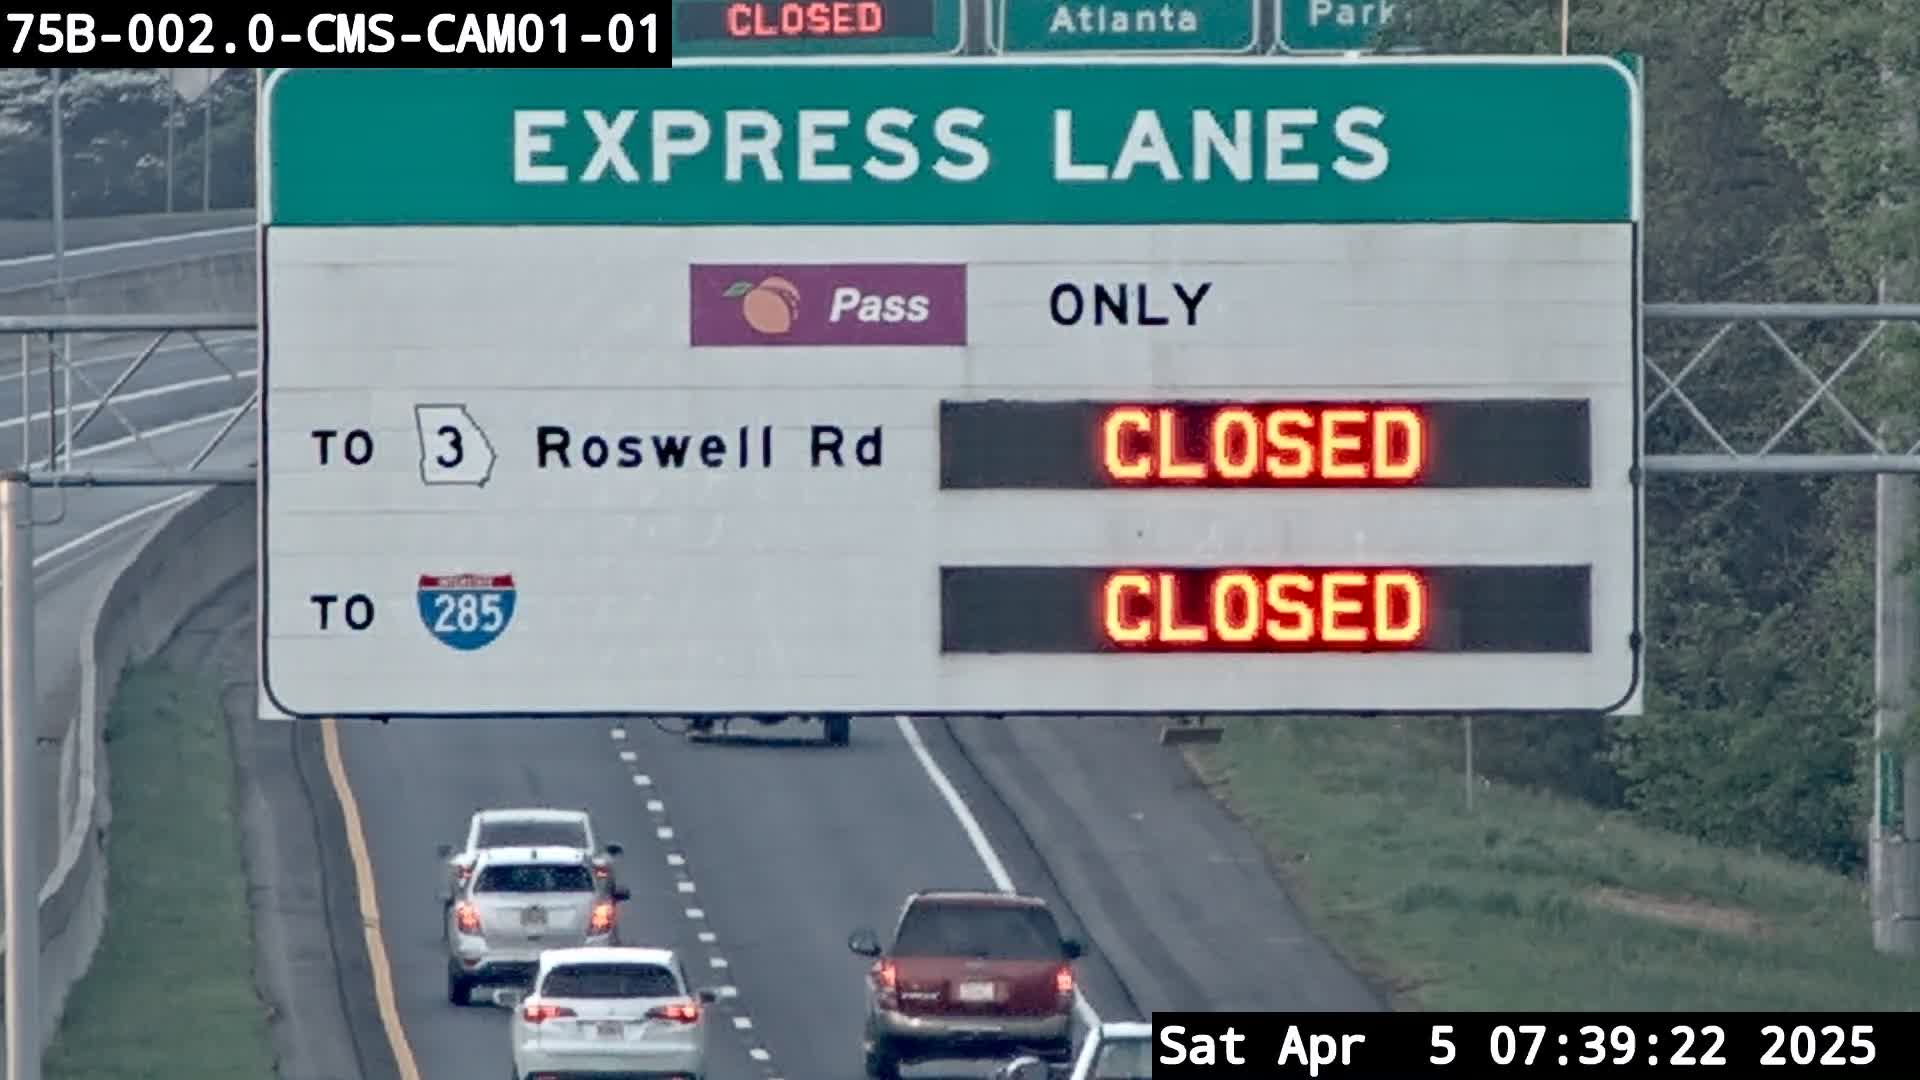 75B-002.0-CMS-CAM01-01
CLOSED
Atlanta
Park
EXPRESS LANES
Pass ONLY
TO 3 Roswell Rd CLOSED
TO 285 CLOSED
Sat Apr 5 07:39:22 2025